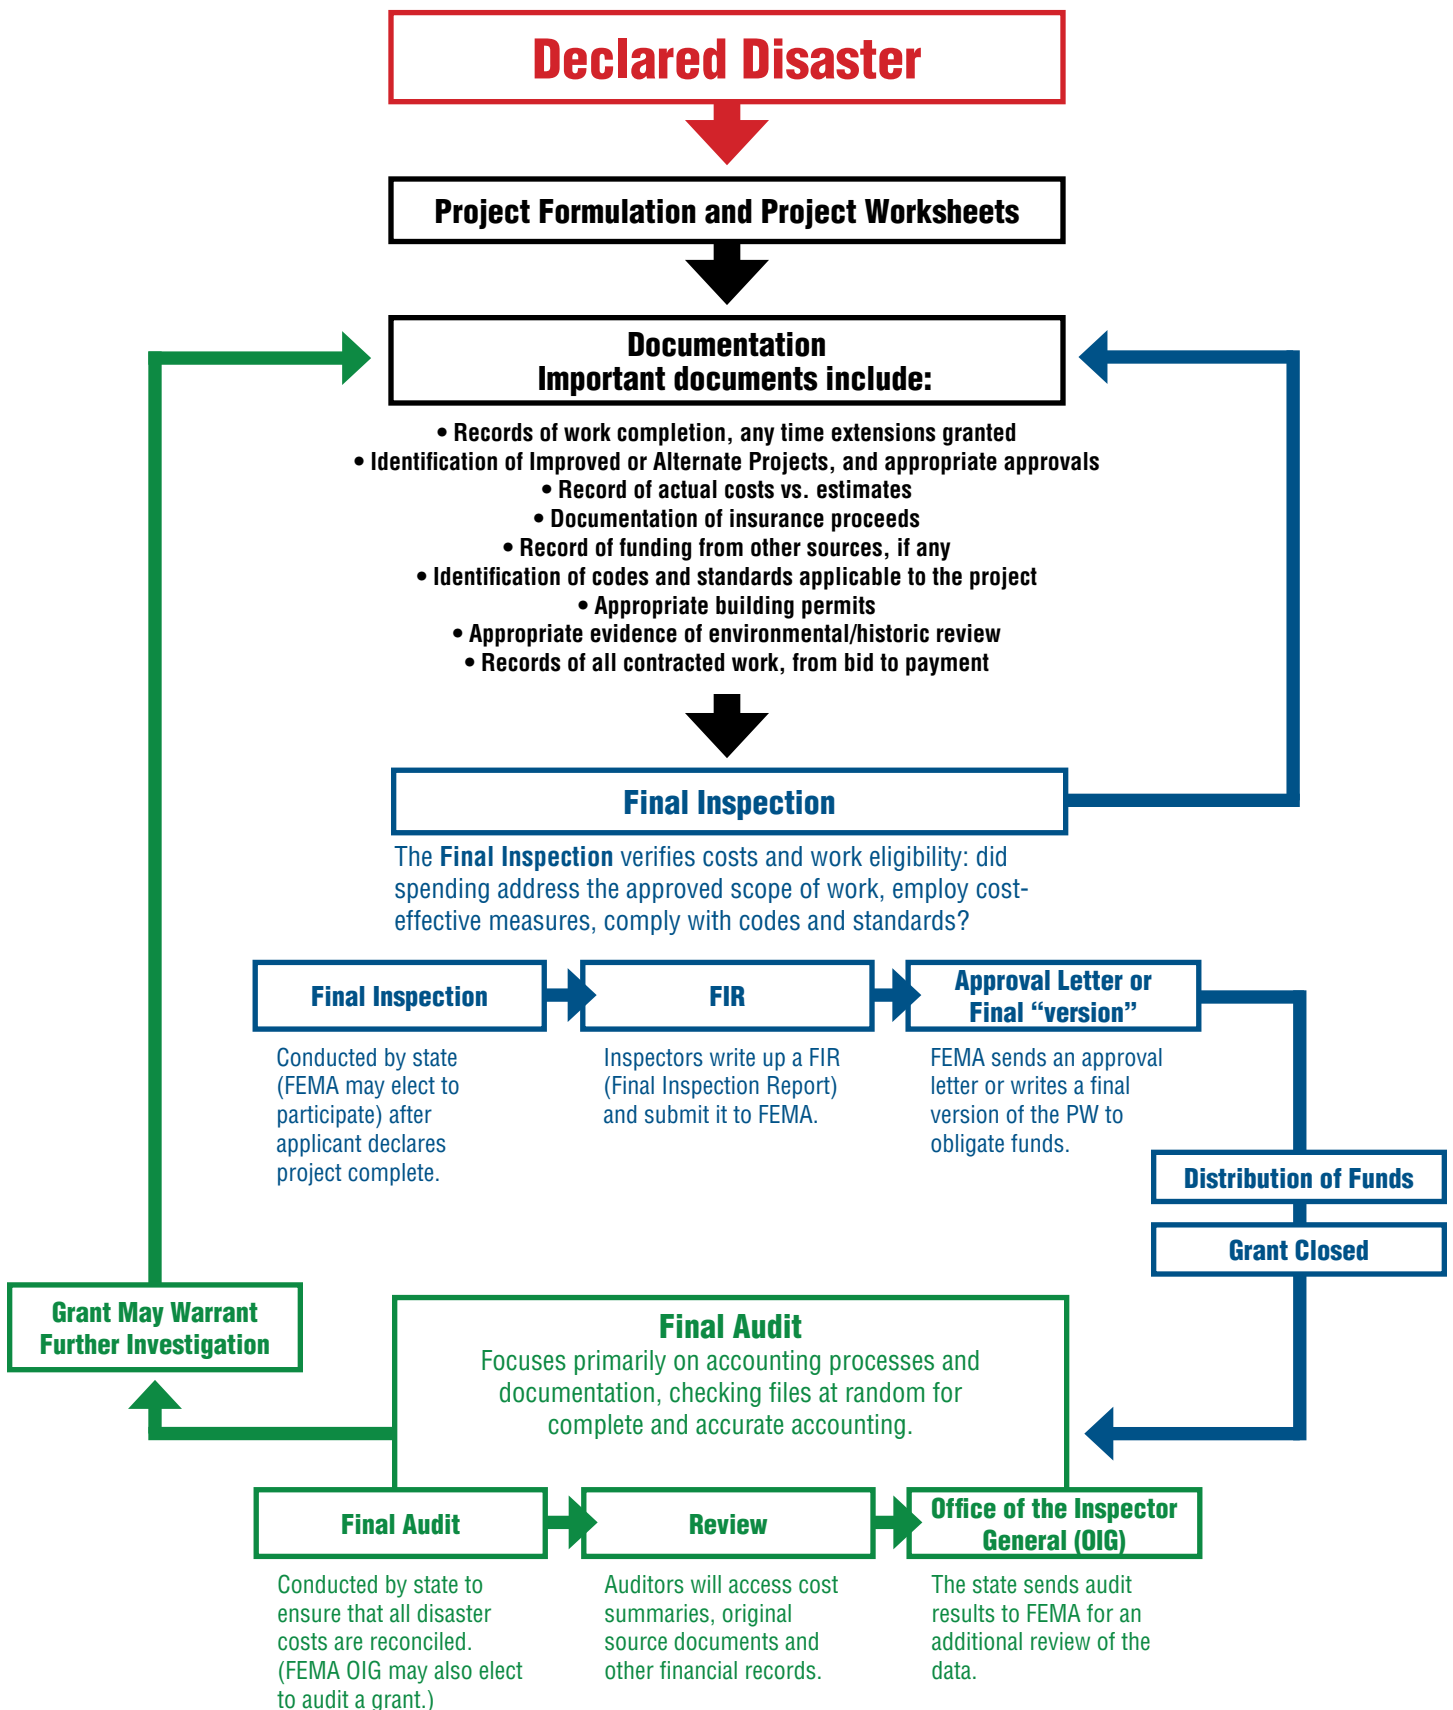 Declared Disaster
Project Formulation and Project Worksheets
Documentation
Important documents include:
• Records of work completion, any time extensions granted
• Identification of Improved or Alternate Projects, and appropriate approvals
• Record of actual costs vs. estimates
• Documentation of insurance proceeds
• Record of funding from other sources, if any
• Identification of codes and standards applicable to the project
• Appropriate building permits
• Appropriate evidence of environmental/historic review
• Records of all contracted work, from bid to payment
Final Inspection
The Final Inspection verifies costs and work eligibility: did
spending address the approved scope of work, employ cost-
effective measures, comply with codes and standards?
Final Inspection
Conducted by state
(FEMA may elect to
participate) after
applicant declares
project complete.
FIR
Inspectors write up a FIR
(Final Inspection Report)
and submit it to FEMA.
Approval Letter or
Final “version”
FEMA sends an approval
letter or writes a final
version of the PW to
obligate funds.
Distribution of Funds
Grant Closed
Grant May Warrant
Further Investigation
Final Audit
Focuses primarily on accounting processes and
documentation, checking files at random for
complete and accurate accounting.
Final Audit
Conducted by state to
ensure that all disaster
costs are reconciled.
(FEMA OIG may also elect
to audit a grant.)
Review
Auditors will access cost
summaries, original
source documents and
other financial records.
Office of the Inspector
General (OIG)
The state sends audit
results to FEMA for an
additional review of the
data.